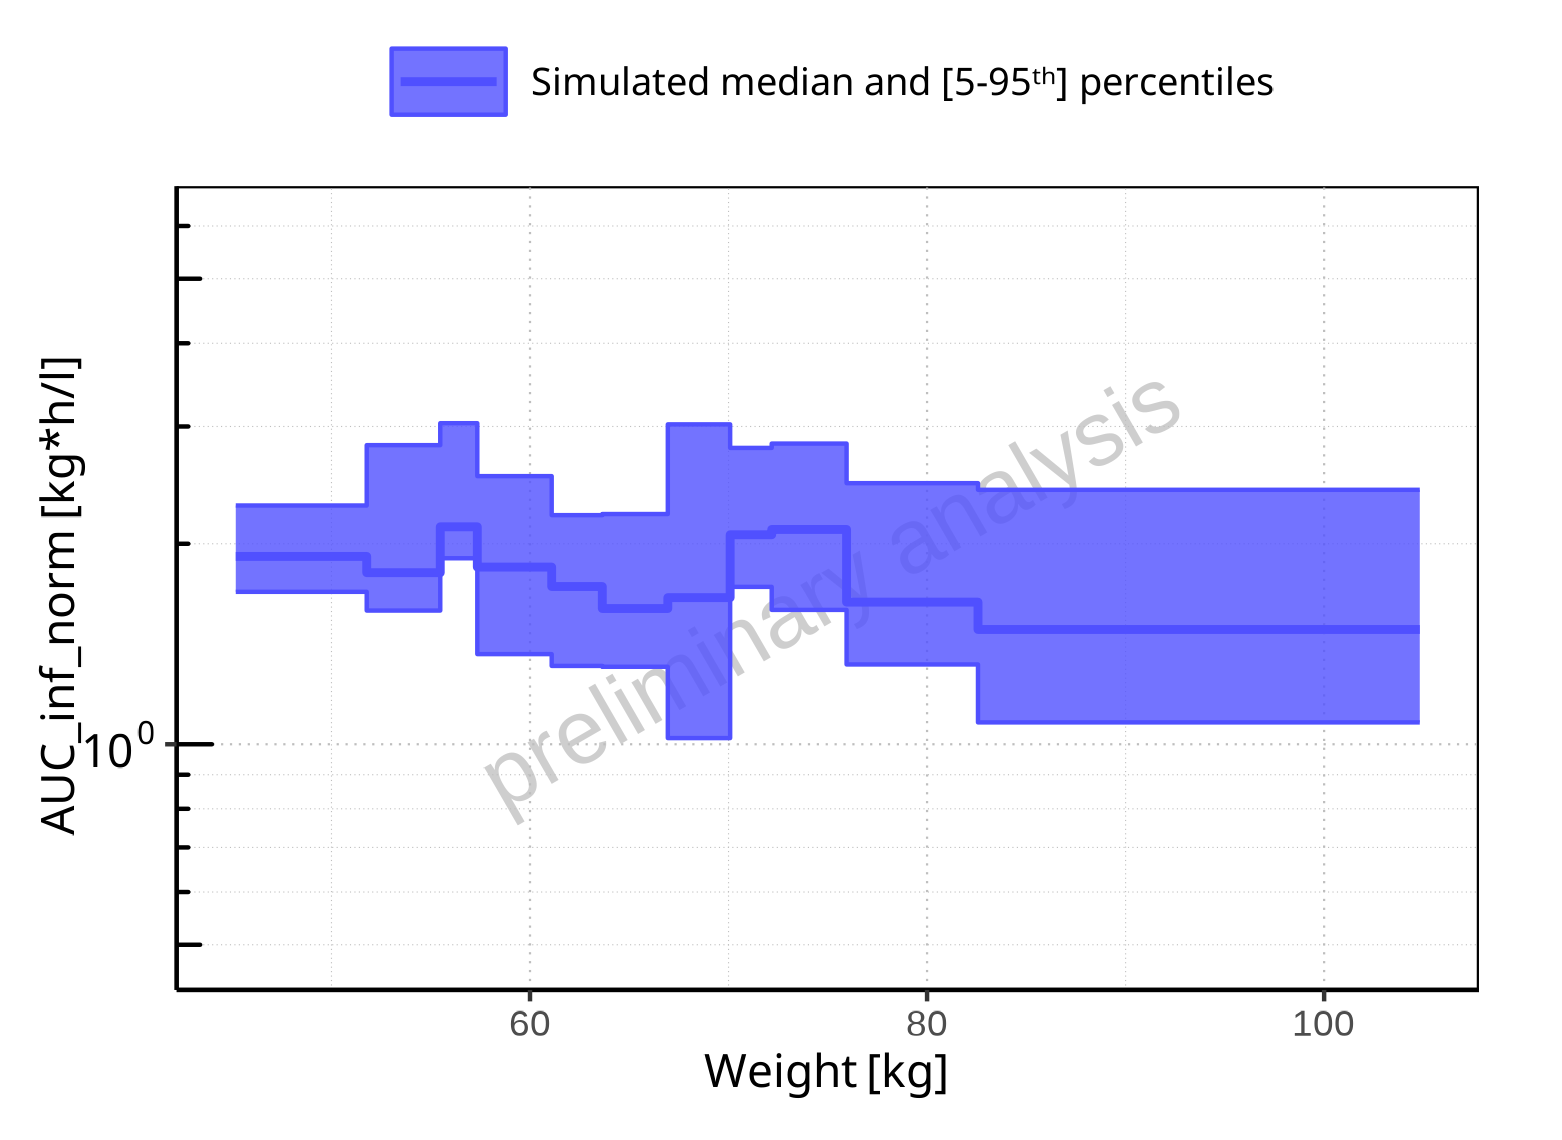 Simulated median and [5-95ᵗʰ] percentiles
AUC_inf_norm [kg*h/l]
10⁰
preliminary analysis
60 80 100
Weight [kg]